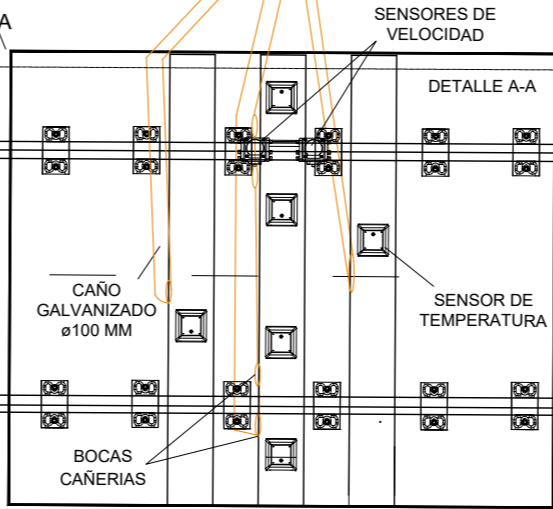 SENSORES DE
VELOCIDAD
A
DETALLE A-A
CAÑO
GALVANIZADO
ø100 MM
SENSOR DE
TEMPERATURA
BOCAS
CAÑERIAS